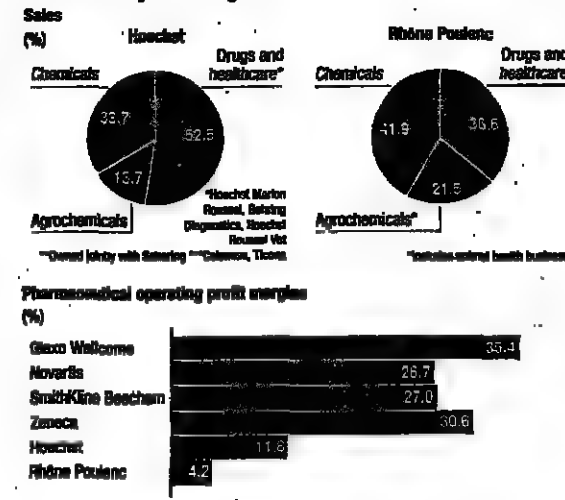 Sales
(%)
Hoechst
Chemicals
Drugs and
healthcare*
33.7
52.5
13.7
Agrochemicals
*Hoechst Marion
Roussel, Behring
Diagnostics, Hoechst
Roussel Vet
**Owned jointly with Schering ***Celanese, Ticona
Rhône Poulenc
Chemicals
Drugs and
healthcare
41.9
36.6
21.5
Agrochemicals*
*Includes animal health business
Pharmaceutical operating profit margins
(%)
Glaxo Wellcome 35.4
Novartis 26.7
SmithKline Beecham 27.0
Zeneca 30.6
Hoechst 11.8
Rhône Poulenc 4.2